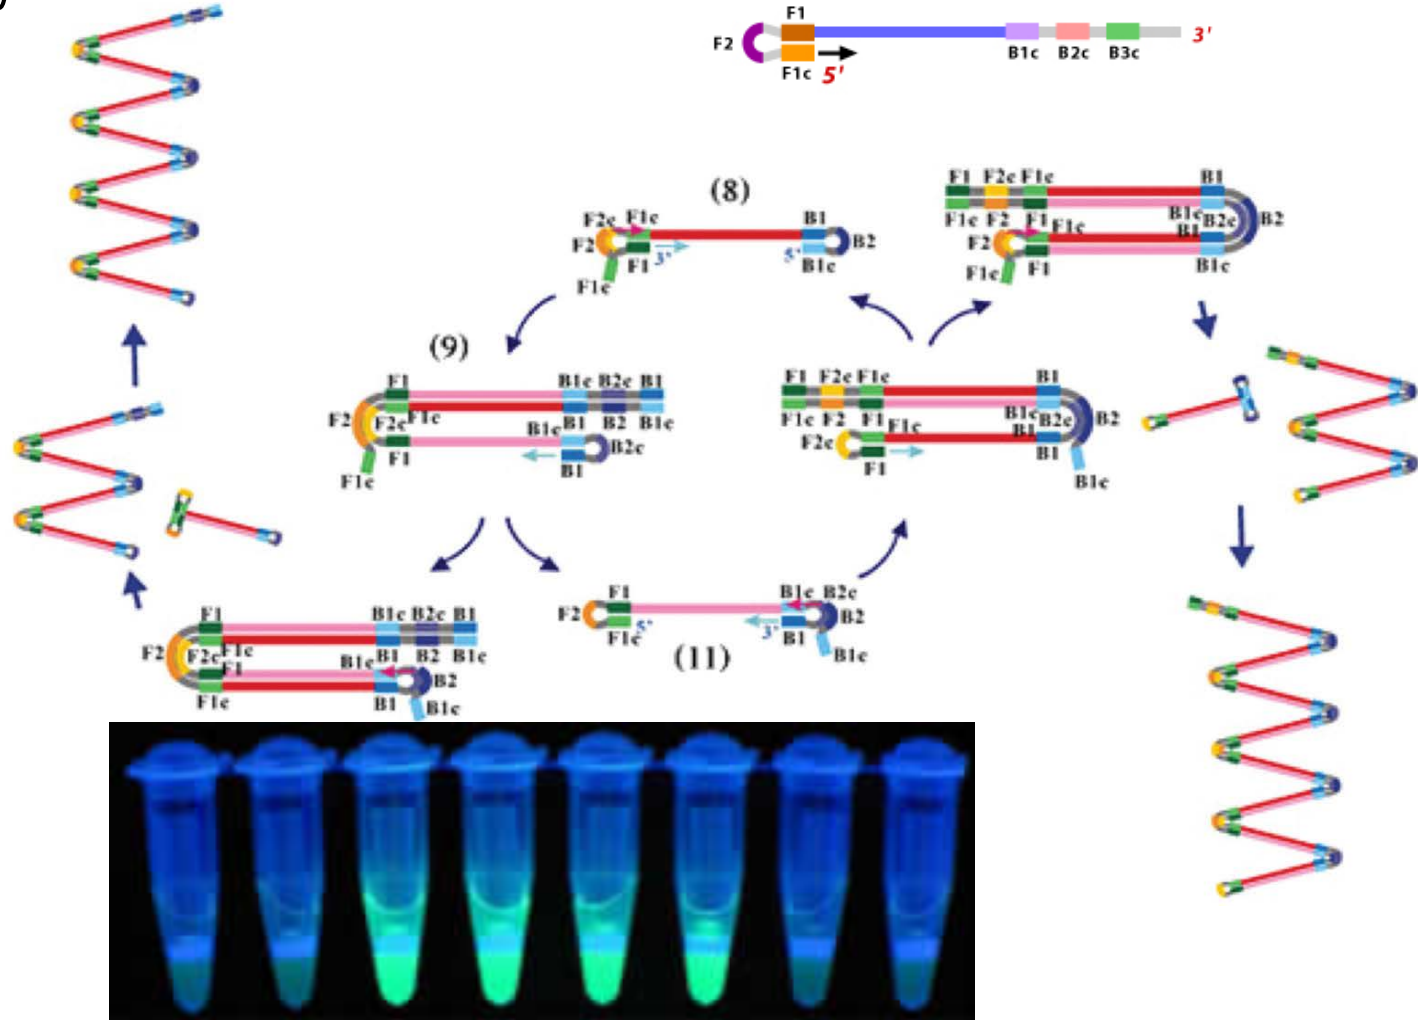 F1
F2
F1c 5'
B1c B2c B3c
3'
(8)
F2c F1c
F2
F1 3'
F1c
B1
B2
5'
B1c
F1 F2c F1c
F1c F2 F1
F1c
F2
F1c
F1
B1
B1c B2c B2
B1
B1c
(9)
F1
F2
F2c F1c
F1
F1c
B1c B2c B1
B1 B2 B1c
B1c
B2c
B1
F1 F2c F1c
F1c F2 F1
F1c
F2c
F1
B1
B1c B2c B2
B1
B1
B1c
F1
F2
F2c F1c
F1
F1c
B1c B2c B1
B1 B2 B1c
B1c
B2
B1
B1c
F1
F2
F1c 5'
B1c B2c
B2
3' B1
B1c
(11)